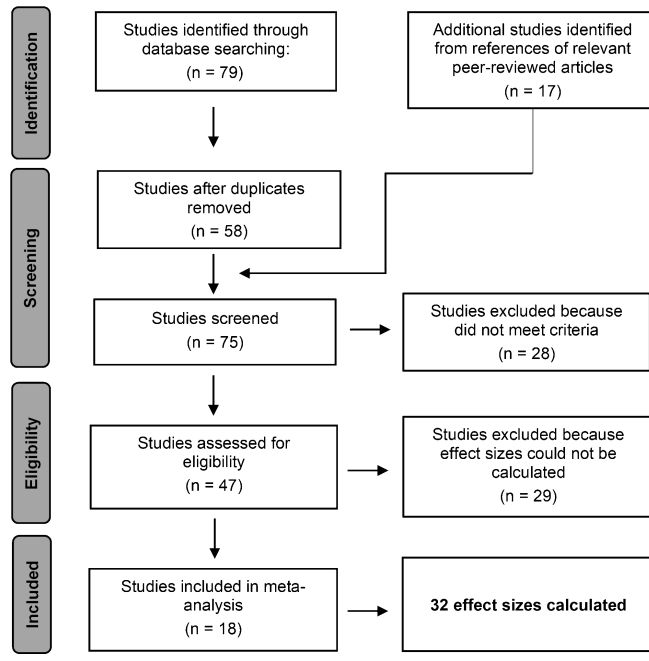 Identification
Studies identified through
database searching:
(n = 79)
Additional studies identified
from references of relevant
peer-reviewed articles
(n = 17)
Screening
Studies after duplicates
removed
(n = 58)
Studies screened
(n = 75)
Studies excluded because
did not meet criteria
(n = 28)
Eligibility
Studies assessed for
eligibility
(n = 47)
Studies excluded because
effect sizes could not be
calculated
(n = 29)
Included
Studies included in meta-
analysis
(n = 18)
32 effect sizes calculated